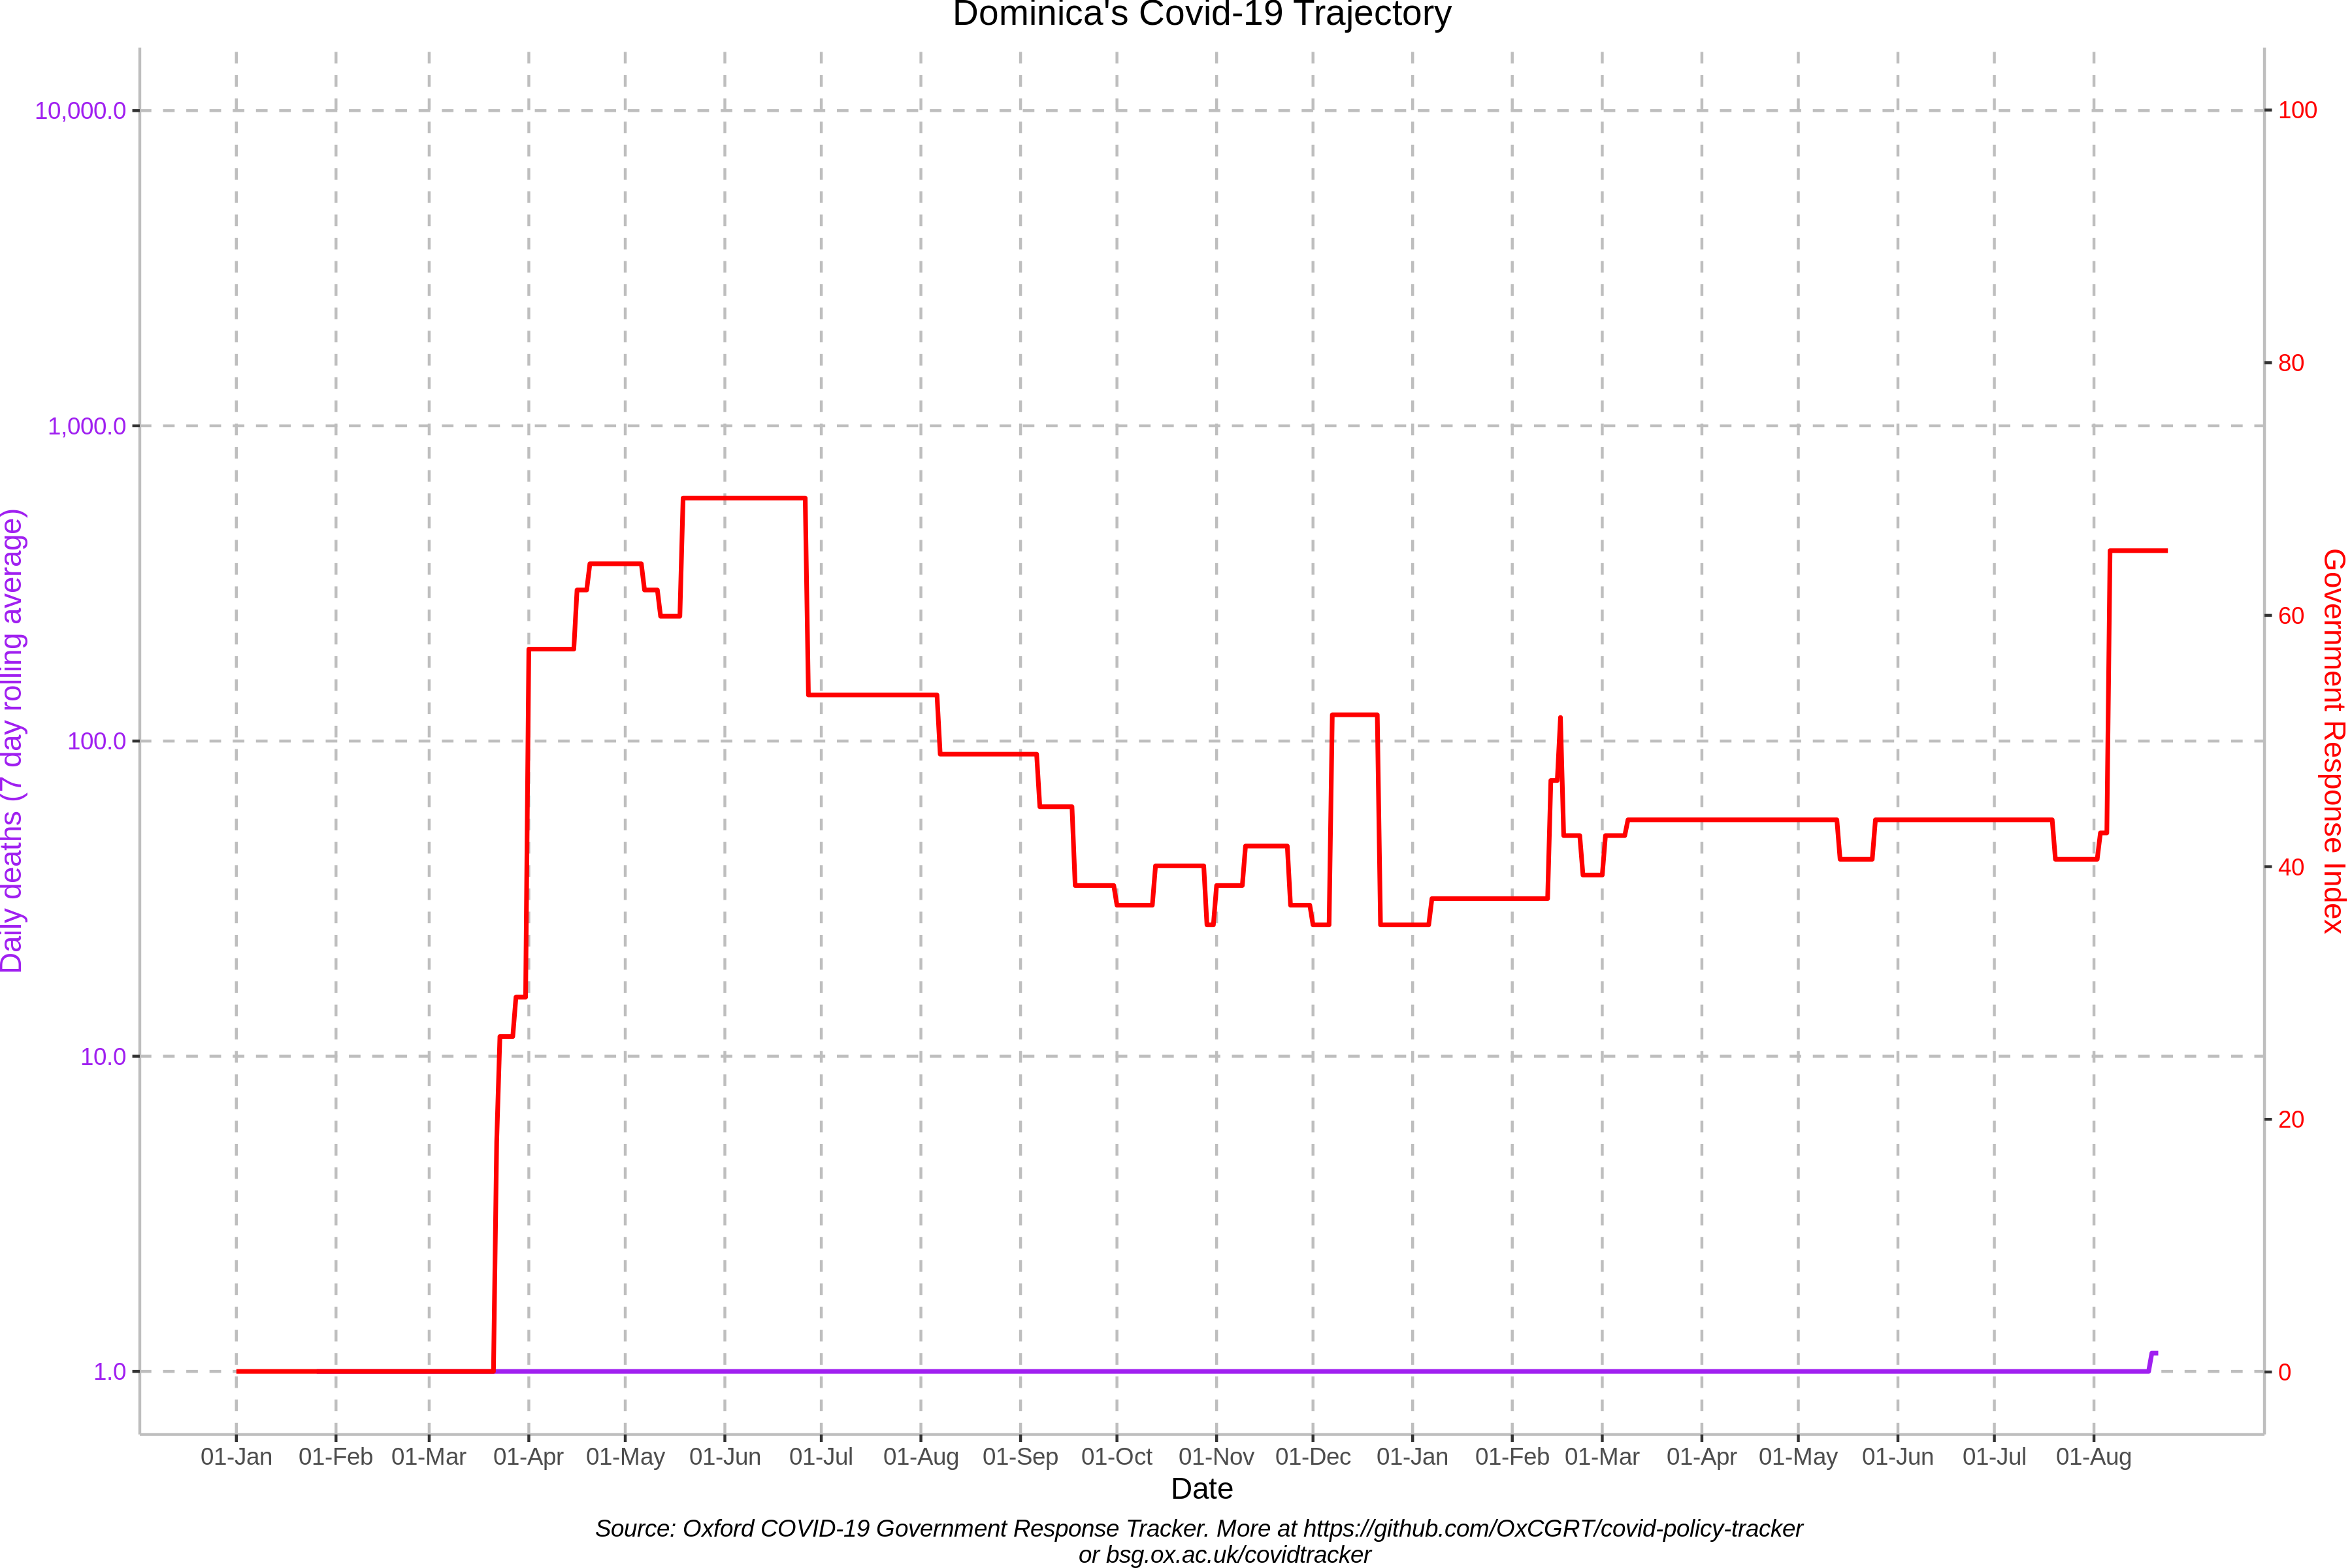 Dominica's Covid-19 Trajectory
10,000.0
1,000.0
100.0
10.0
1.0
Daily deaths (7 day rolling average)
100
80
60
40
20
0
Government Response Index
01-Jan 01-Feb 01-Mar 01-Apr 01-May 01-Jun 01-Jul 01-Aug 01-Sep 01-Oct 01-Nov 01-Dec 01-Jan 01-Feb 01-Mar 01-Apr 01-May 01-Jun 01-Jul 01-Aug
Date
Source: Oxford COVID-19 Government Response Tracker. More at https://github.com/OxCGRT/covid-policy-tracker
or bsg.ox.ac.uk/covidtracker